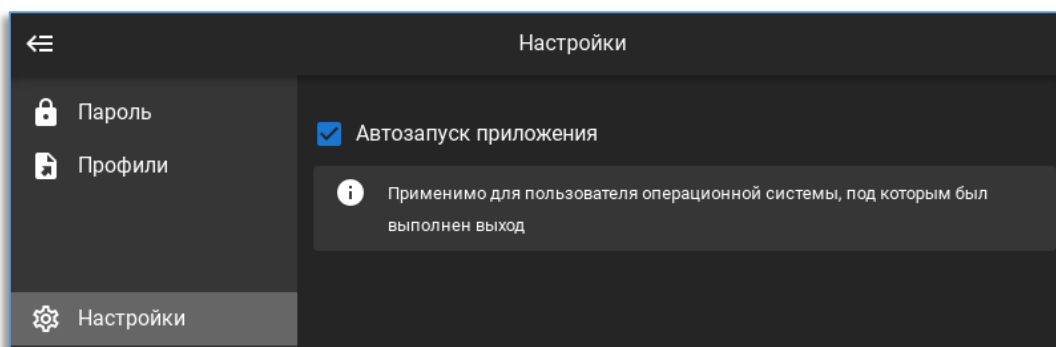 Настройки
Пароль
Профили
Настройки
Автозапуск приложения
Применимо для пользователя операционной системы, под которым был
выполнен выход